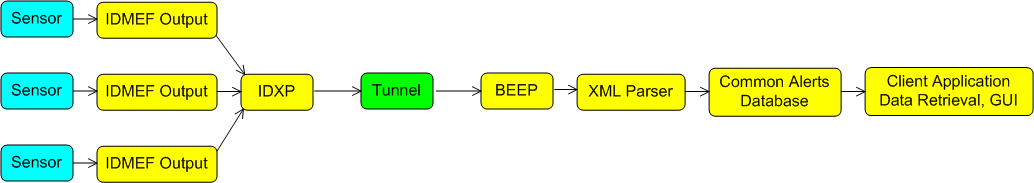 Sensor
IDMEF Output
Sensor
IDMEF Output
IDXP
Tunnel
BEEP
XML Parser
Common Alerts
Database
Client Application
Data Retrieval, GUI
Sensor
IDMEF Output